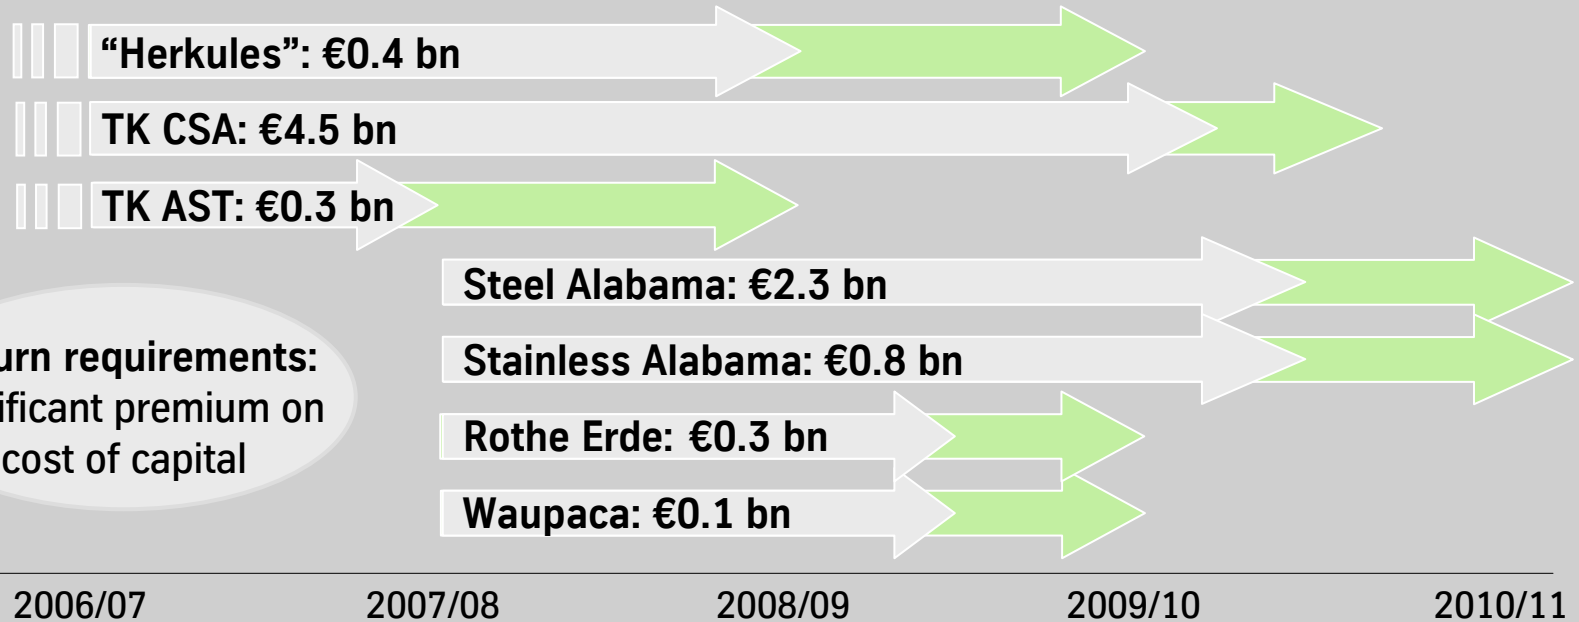 “Herkules”: €0.4 bn
TK CSA: €4.5 bn
TK AST: €0.3 bn
Steel Alabama: €2.3 bn
Stainless Alabama: €0.8 bn
Rothe Erde: €0.3 bn
Waupaca: €0.1 bn
requirements:
premium on
cost of capital
2006/07 2007/08 2008/09 2009/10 2010/11